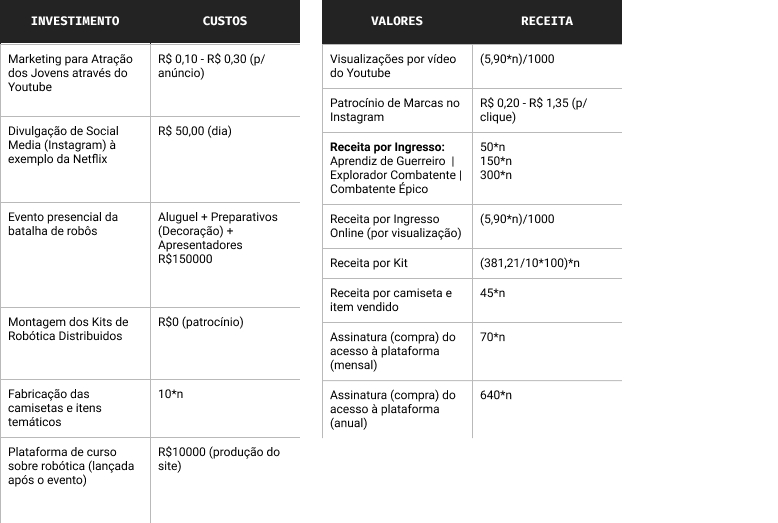 INVESTIMENTO CUSTOS
Marketing para Atração
dos Jovens através do
Youtube
R$ 0,10 - R$ 0,30 (p/
anúncio)
Divulgação de Social
Media (Instagram) à
exemplo da Netflix
R$ 50,00 (dia)
Evento presencial da
batalha de robôs
Aluguel + Preparativos
(Decoração) +
Apresentadores
R$150000
Montagem dos Kits de
Robótica Distribuidos
R$0 (patrocínio)
Fabricação das
camisetas e itens
temáticos
10*n
Plataforma de curso
sobre robótica (lançada
após o evento)
R$10000 (produção do
site)
VALORES RECEITA
Visualizações por vídeo
do Youtube
(5,90*n)/1000
Patrocínio de Marcas no
Instagram
R$ 0,20 - R$ 1,35 (p/
clique)
Receita por Ingresso:
Aprendiz de Guerreiro |
Explorador Combatente |
Combatente Épico
50*n
150*n
300*n
Receita por Ingresso
Online (por visualização)
(5,90*n)/1000
Receita por Kit
(381,21/10*100)*n
Receita por camiseta e
item vendido
45*n
Assinatura (compra) do
acesso à plataforma
(mensal)
70*n
Assinatura (compra) do
acesso à plataforma
(anual)
640*n